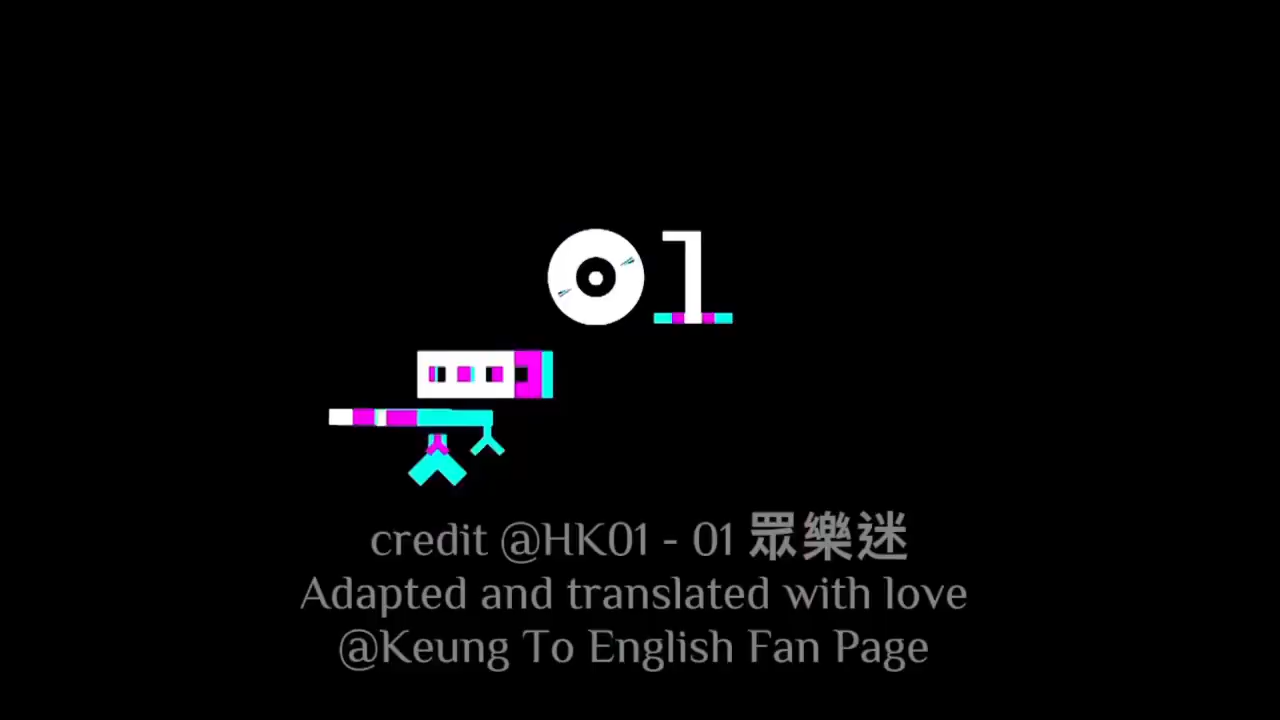 01
credit @HK01 - 01 眾樂迷
Adapted and translated with love
@Keung To English Fan Page